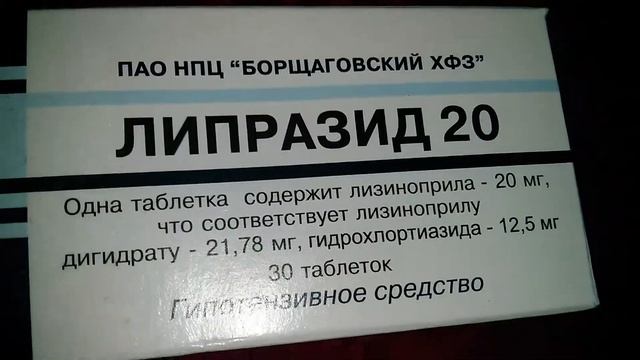 ПАО НПЦ "БОРЩАГОВСКИЙ ХФЗ"
ЛИПРАЗИД 20
Одна таблетка содержит лизиноприла - 20 мг,
что соответствует лизиноприлу
дигидрату - 21,78 мг, гидрохлортиазида - 12,5 мг
30 таблеток
Гипотензивное средство